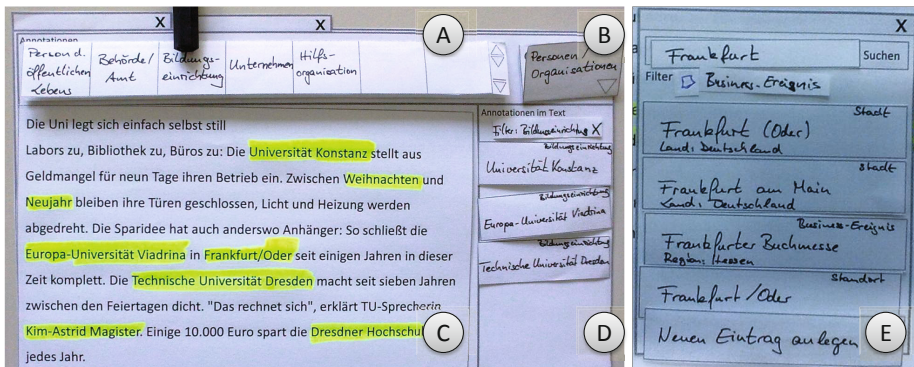 X
X
Annotationen
A
Person d. öffentlichen Lebens
Behörde/ Amt
Bildungs- einrichtung
Unternehmen
Hilfs- organisation
B
Personen/
Organisationen
Die Uni legt sich einfach selbst still
Labors zu, Bibliothek zu, Büros zu: Die Universität Konstanz stellt aus
Geldmangel für neun Tage ihren Betrieb ein. Zwischen Weihnachten und
Neujahr bleiben ihre Türen geschlossen, Licht und Heizung werden
abgedreht. Die Sparidee hat auch anderswo Anhänger: So schließt die
Europa-Universität Viadrina in Frankfurt/Oder seit einigen Jahren in dieser
Zeit komplett. Die Technische Universität Dresden macht seit sieben Jahren
zwischen den Feiertagen dicht. "Das rechnet sich", erklärt TU-Sprecherin
Kim-Astrid Magister. Einige 10.000 Euro spart die Dresdner
jedes Jahr.
C
Annotationen im Text
Filter: Bildungseinrichtung X
Bildungseinrichtung
Universität Konstanz
Bildungseinrichtung
Europa-Universität Viadrina
Bildungseinrichtung
Technische Universität Dresden
D
X
Frankfurt
Suchen
Filter
Business-Ereignis
Stadt
Frankfurt (Oder)
Land: Deutschland
Stadt
Frankfurt am Main
Land: Deutschland
Business-Ereignis
Frankfurter Buchmesse
Region: Hessen
Standort
Frankfurt/Oder
Neuen Eintrag anlegen
E